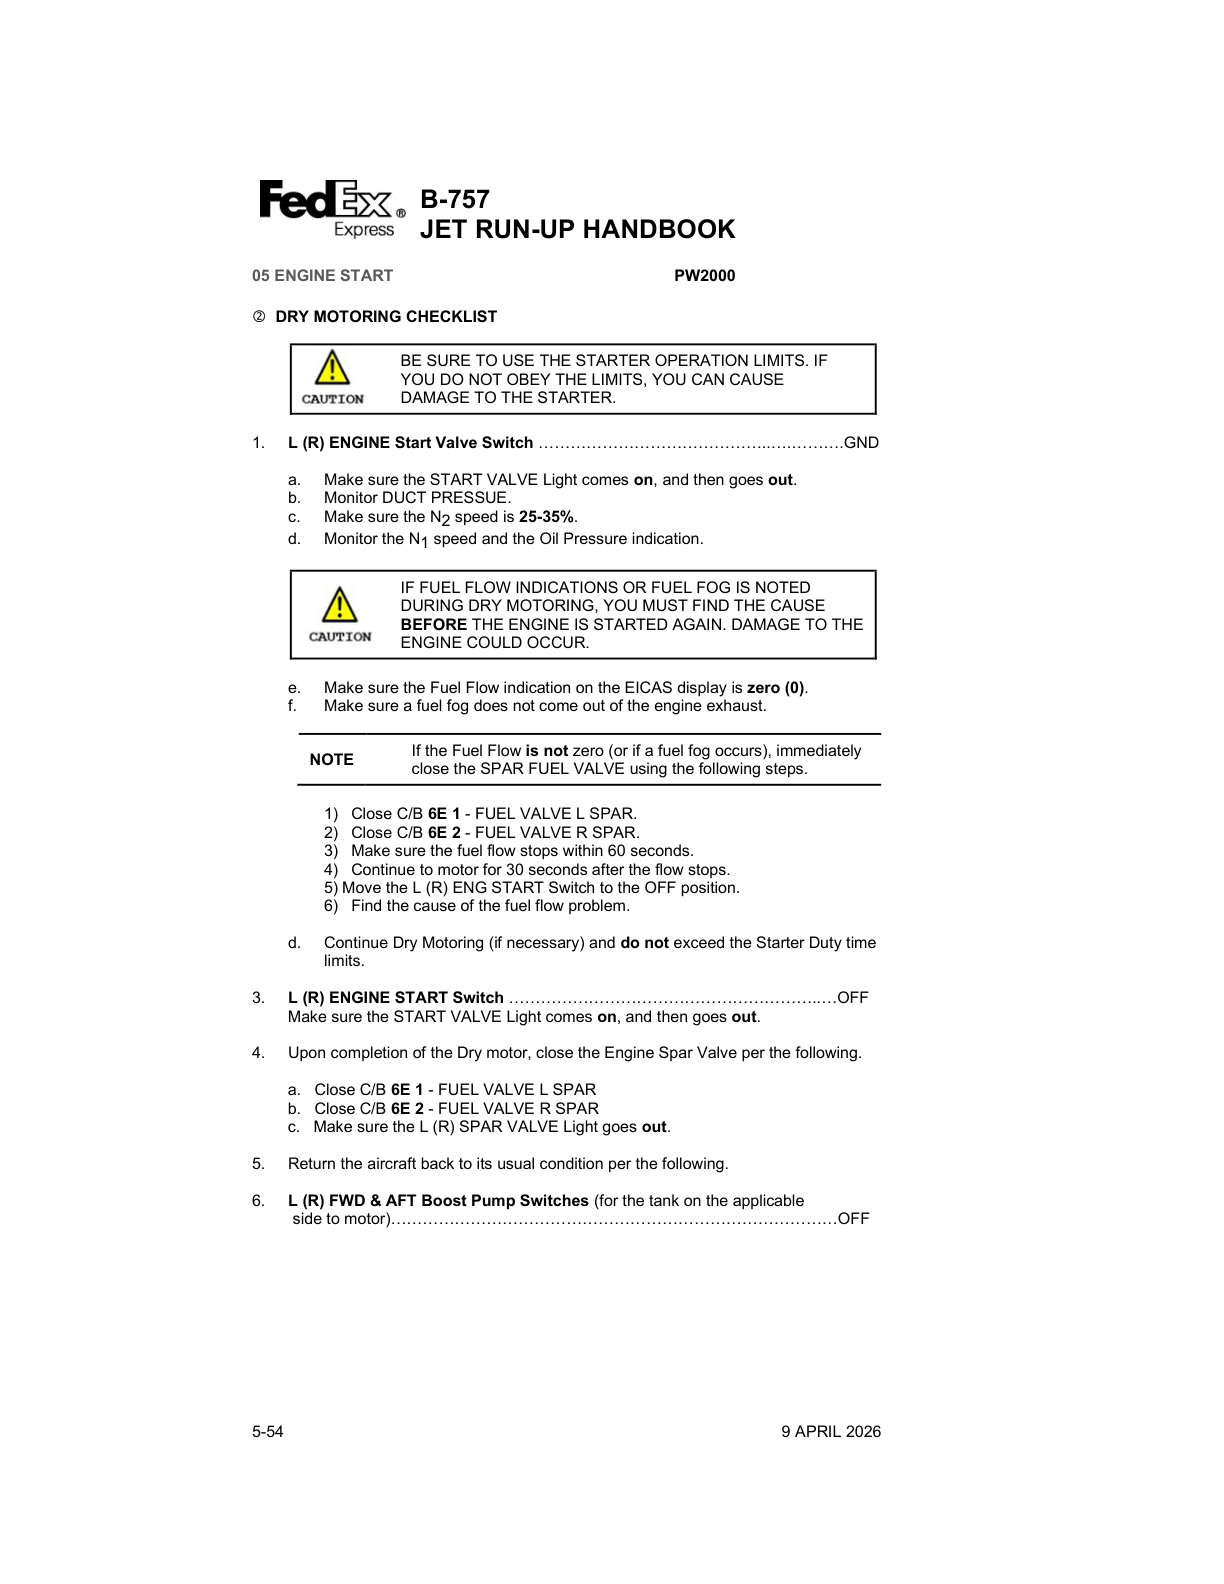 FedEx® B-757
Express JET RUN-UP HANDBOOK
05 ENGINE START PW2000
② DRY MOTORING CHECKLIST
BE SURE TO USE THE STARTER OPERATION LIMITS. IF
YOU DO NOT OBEY THE LIMITS, YOU CAN CAUSE
CAUTION DAMAGE TO THE STARTER.
1. L (R) ENGINE Start Valve Switch …………………………………...….……….GND
a. Make sure the START VALVE Light comes on, and then goes out.
b. Monitor DUCT PRESSUE.
c. Make sure the N2 speed is 25-35%.
d. Monitor the N1 speed and the Oil Pressure indication.
IF FUEL FLOW INDICATIONS OR FUEL FOG IS NOTED
DURING DRY MOTORING, YOU MUST FIND THE CAUSE
BEFORE THE ENGINE IS STARTED AGAIN. DAMAGE TO THE
CAUTION ENGINE COULD OCCUR.
e. Make sure the Fuel Flow indication on the EICAS display is zero (0).
f. Make sure a fuel fog does not come out of the engine exhaust.
NOTE If the Fuel Flow is not zero (or if a fuel fog occurs), immediately
close the SPAR FUEL VALVE using the following steps.
1) Close C/B 6E 1 - FUEL VALVE L SPAR.
2) Close C/B 6E 2 - FUEL VALVE R SPAR.
3) Make sure the fuel flow stops within 60 seconds.
4) Continue to motor for 30 seconds after the flow stops.
5) Move the L (R) ENG START Switch to the OFF position.
6) Find the cause of the fuel flow problem.
d. Continue Dry Motoring (if necessary) and do not exceed the Starter Duty time
limits.
3. L (R) ENGINE START Switch …………………………………………………..…OFF
Make sure the START VALVE Light comes on, and then goes out.
4. Upon completion of the Dry motor, close the Engine Spar Valve per the following.
a. Close C/B 6E 1 - FUEL VALVE L SPAR
b. Close C/B 6E 2 - FUEL VALVE R SPAR
c. Make sure the L (R) SPAR VALVE Light goes out.
5. Return the aircraft back to its usual condition per the following.
6. L (R) FWD & AFT Boost Pump Switches (for the tank on the applicable
side to motor)…………………………………………………………………………OFF
5-54 9 APRIL 2026